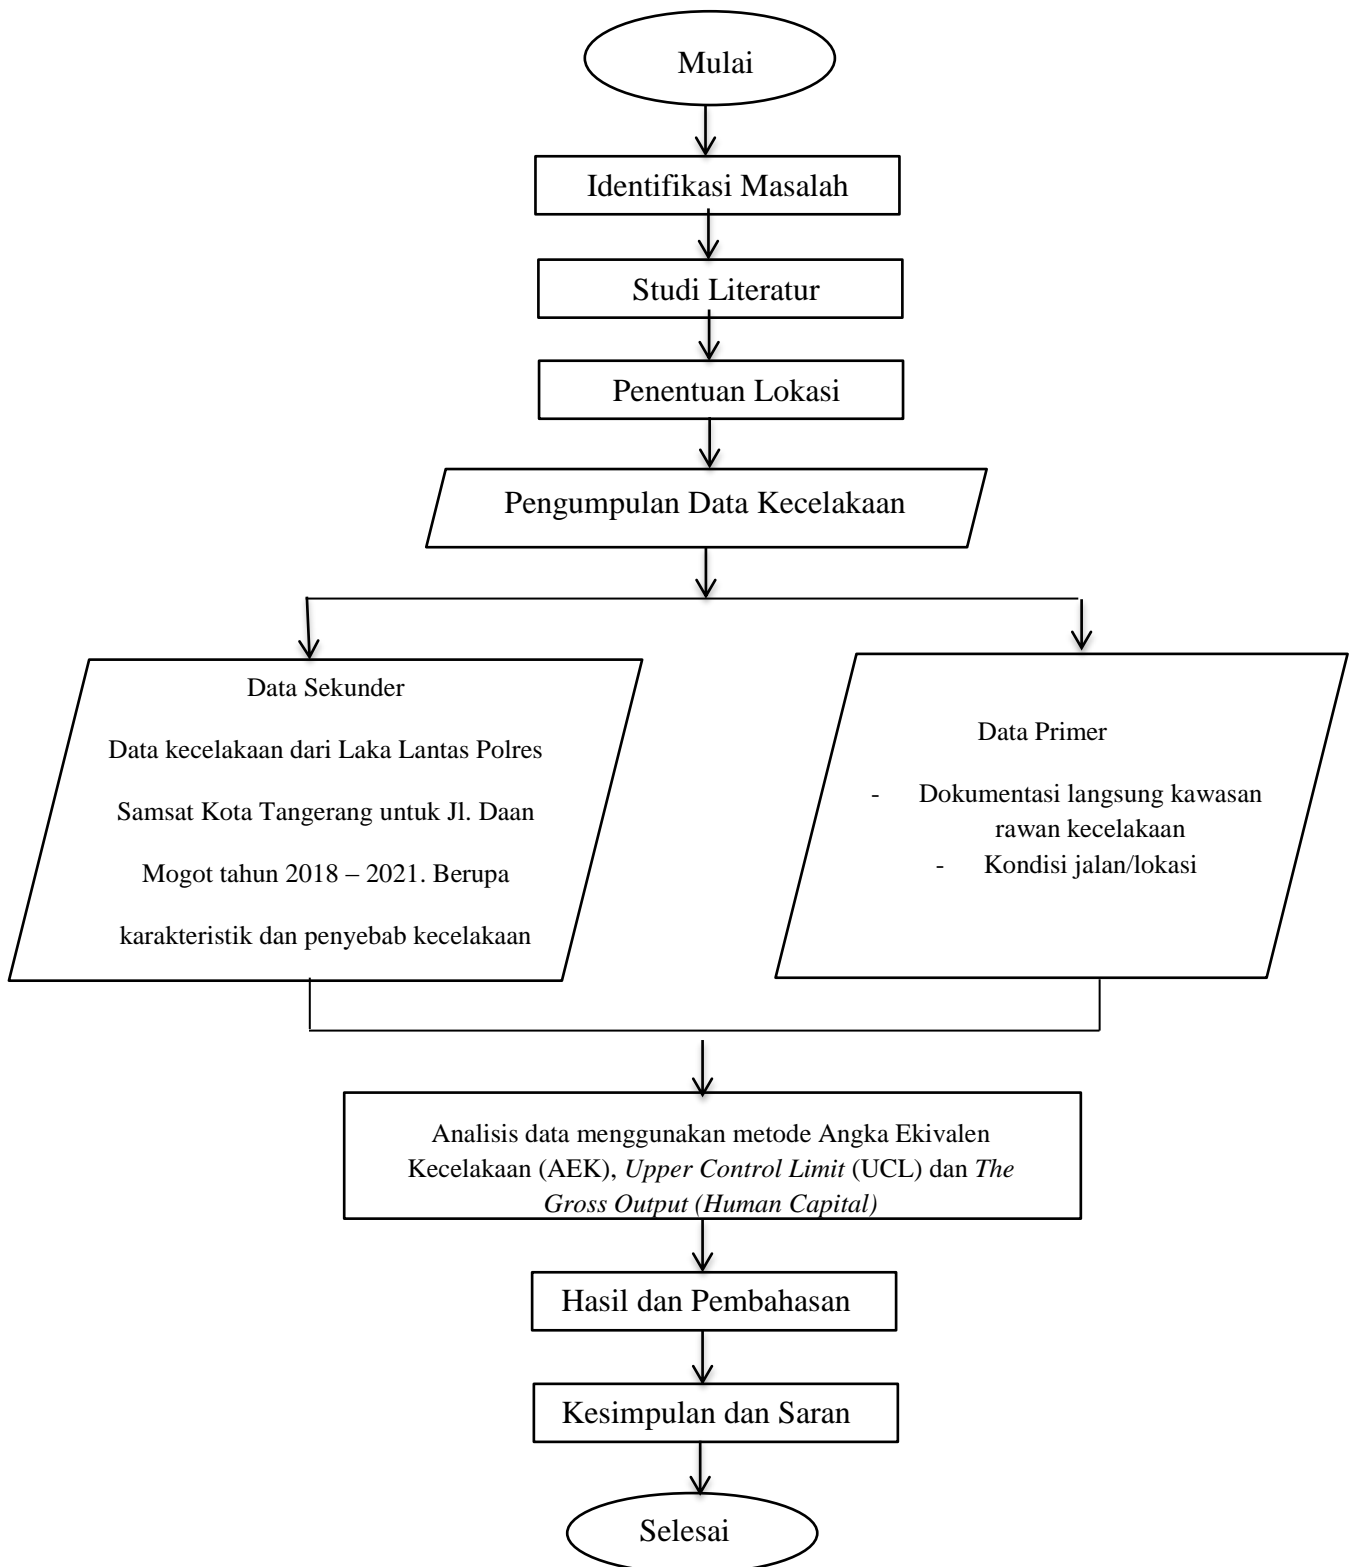 Mulai
Identifikasi Masalah
Studi Literatur
Penentuan Lokasi
Pengumpulan Data Kecelakaan
Data Sekunder
Data kecelakaan dari Laka Lantas Polres
Samsat Kota Tangerang untuk Jl. Daan
Mogot tahun 2018 – 2021. Berupa
karakteristik dan penyebab kecelakaan
Data Primer
- Dokumentasi langsung kawasan
rawan kecelakaan
- Kondisi jalan/lokasi
Analisis data menggunakan metode Angka Ekivalen
Kecelakaan (AEK), Upper Control Limit (UCL) dan The
Gross Output (Human Capital)
Hasil dan Pembahasan
Kesimpulan dan Saran
Selesai